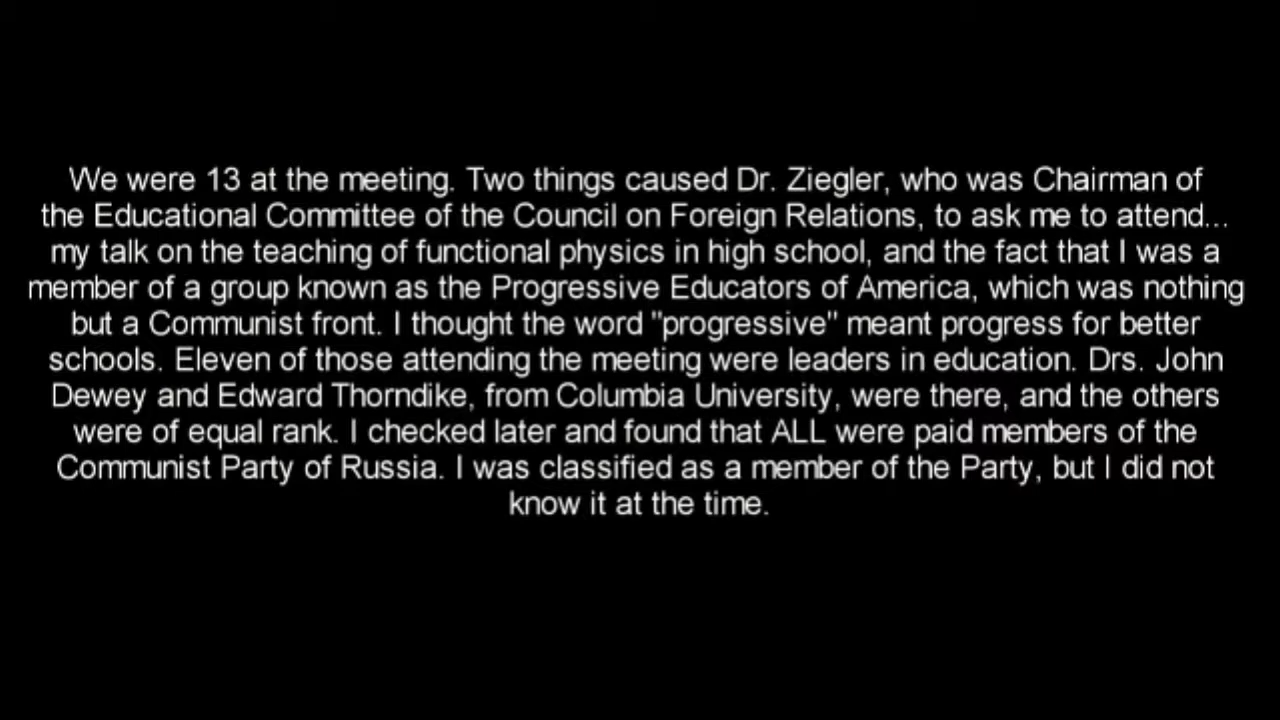 We were 13 at the meeting. Two things caused Dr. Ziegler, who was Chairman of
the Educational Committee of the Council on Foreign Relations, to ask me to attend...
my talk on the teaching of functional physics in high school, and the fact that I was a
member of a group known as the Progressive Educators of America, which was nothing
but a Communist front. I thought the word "progressive" meant progress for better
schools. Eleven of those attending the meeting were leaders in education. Drs. John
Dewey and Edward Thorndike, from Columbia University, were there, and the others
were of equal rank. I checked later and found that ALL were paid members of the
Communist Party of Russia. I was classified as a member of the Party, but I did not
know it at the time.